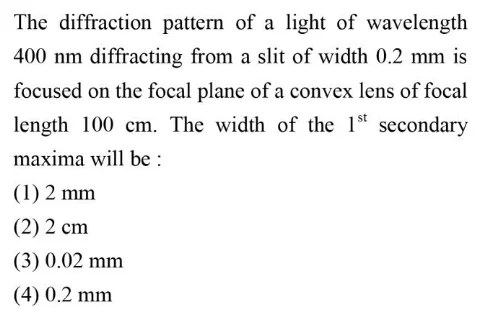 The diffraction pattern of a light of wavelength
400 nm diffracting from a slit of width 0.2 mm is
focused on the focal plane of a convex lens of focal
length 100 cm. The width of the 1st secondary
maxima will be :
(1) 2 mm
(2) 2 cm
(3) 0.02 mm
(4) 0.2 mm